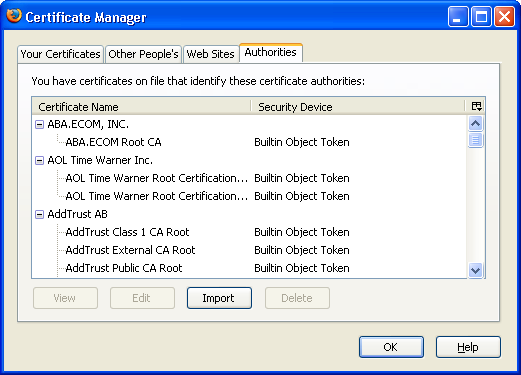 Certificate Manager
Your Certificates Other People's Web Sites Authorities
You have certificates on file that identify these certificate authorities:
Certificate Name Security Device
ABA.ECOM, INC.
ABA.ECOM Root CA Builtin Object Token
AOL Time Warner Inc.
AOL Time Warner Root Certification... Builtin Object Token
AOL Time Warner Root Certification... Builtin Object Token
AddTrust AB
AddTrust Class 1 CA Root Builtin Object Token
AddTrust External CA Root Builtin Object Token
AddTrust Public CA Root Builtin Object Token
View Edit Import Delete
OK Help